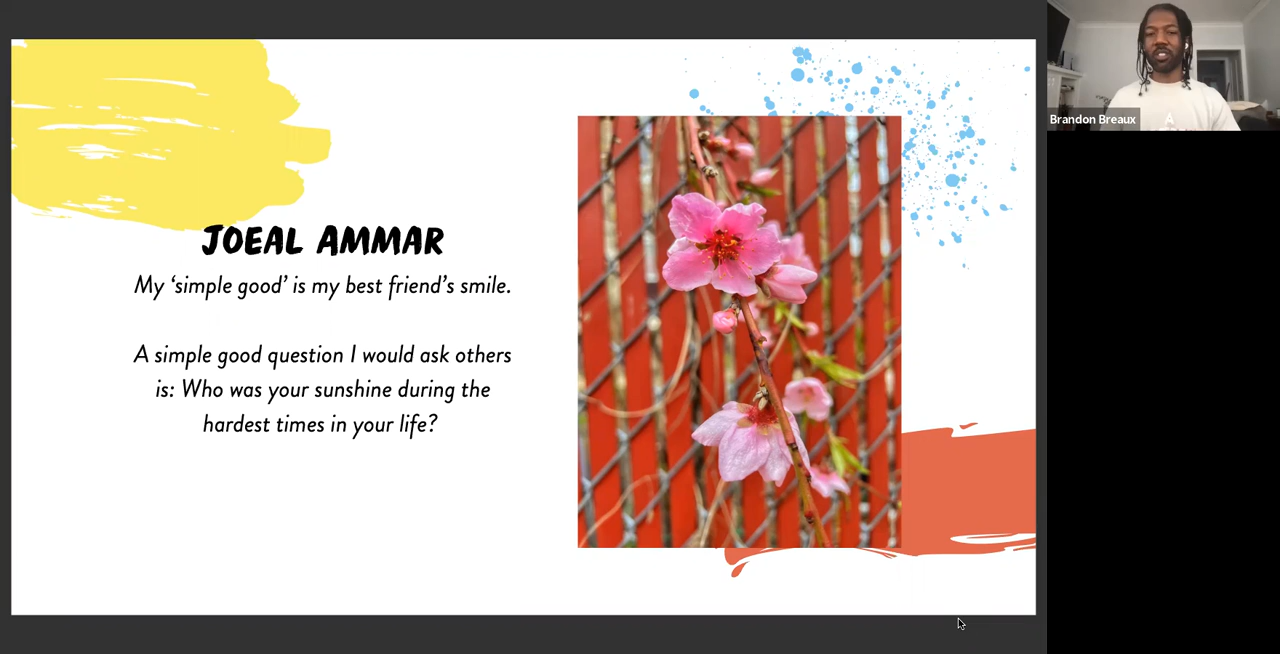 JOEAL AMMAR
My ‘simple good’ is my best friend’s smile.
A simple good question I would ask others
is: Who was your sunshine during the
hardest times in your life?
Brandon Breaux